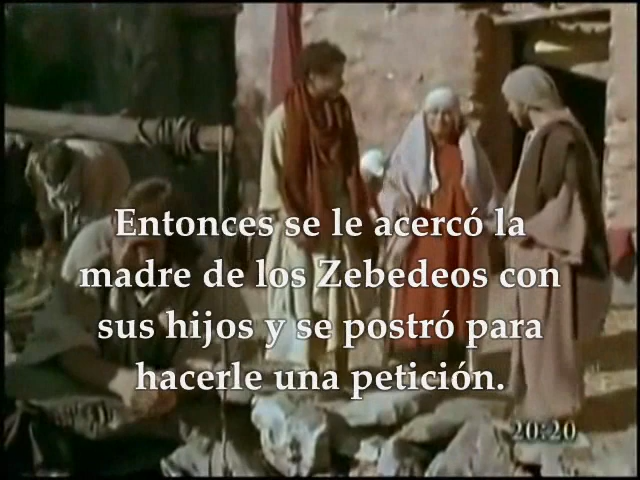 Entonces se le acercó la
madre de los Zebedeos con
sus hijos y se postró para
hacerle una petición.
20:20